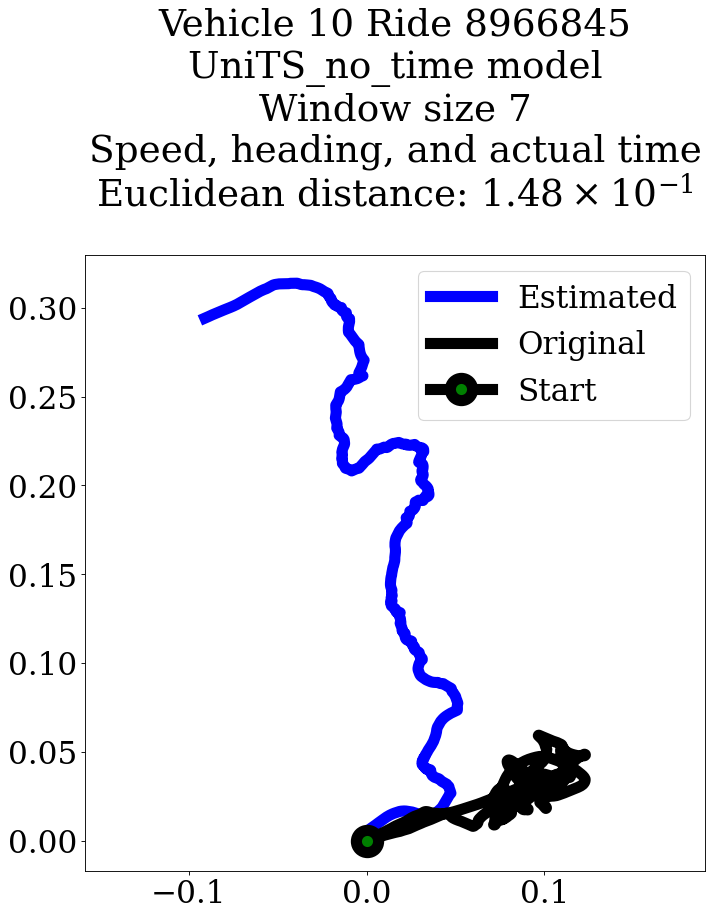 Vehicle 10 Ride 8966845
UniTS_no_time model
Window size 7
Speed, heading, and actual time
Euclidean distance: 1.48 × 10⁻¹
Estimated
Original
Start
0.30
0.25
0.20
0.15
0.10
0.05
0.00
−0.1
0.0
0.1